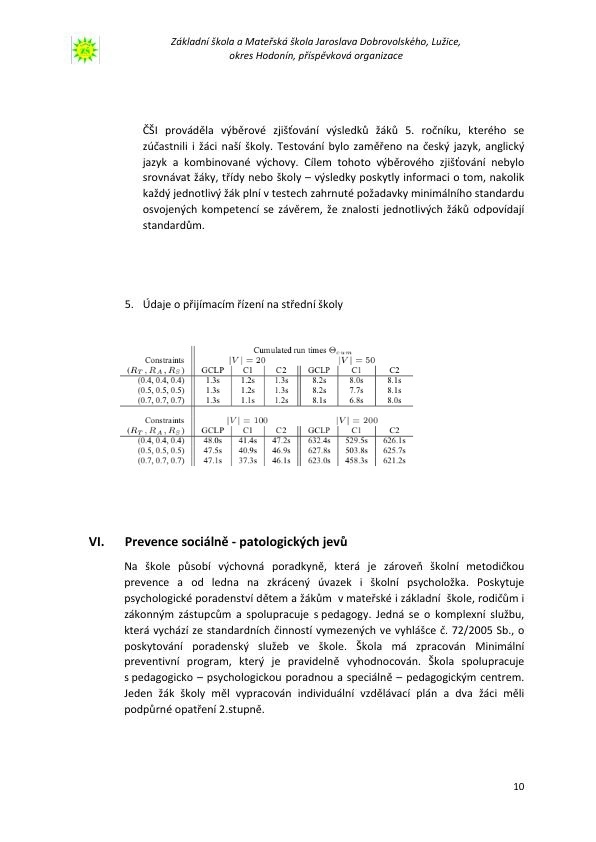 Základní škola a Mateřská škola Jaroslava Dobrovolského, Lužice,
okres Hodonín, příspěvková organizace
ZŠ
ČŠI prováděla výběrové zjišťování výsledků žáků 5. ročníku, kterého se
zúčastnili i žáci naší školy. Testování bylo zaměřeno na český jazyk, anglický
jazyk a kombinované výchovy. Cílem tohoto výběrového zjišťování nebylo
srovnávat žáky, třídy nebo školy – výsledky poskytly informaci o tom, nakolik
každý jednotlivý žák plní v testech zahrnuté požadavky minimálního standardu
osvojených kompetencí se závěrem, že znalosti jednotlivých žáků odpovídají
standardům.
5. Údaje o přijímacím řízení na střední školy
Cumulated run times Θcum
Constraints |V| = 20 |V| = 50
(RT, RA, RS) GCLP C1 C2 GCLP C1 C2
(0.4, 0.4, 0.4) 1.3s 1.2s 1.3s 8.2s 8.0s 8.1s
(0.5, 0.5, 0.5) 1.3s 1.2s 1.3s 8.2s 7.7s 8.1s
(0.7, 0.7, 0.7) 1.3s 1.1s 1.2s 8.1s 6.8s 8.0s
Constraints |V| = 100 |V| = 200
(RT, RA, RS) GCLP C1 C2 GCLP C1 C2
(0.4, 0.4, 0.4) 48.0s 41.4s 47.2s 632.4s 529.5s 626.1s
(0.5, 0.5, 0.5) 47.5s 40.9s 46.9s 627.8s 503.8s 625.7s
(0.7, 0.7, 0.7) 47.1s 37.3s 46.1s 623.0s 458.3s 621.2s
VI. Prevence sociálně - patologických jevů
Na škole působí výchovná poradkyně, která je zároveň školní metodičkou
prevence a od ledna na zkrácený úvazek i školní psycholožka. Poskytuje
psychologické poradenství dětem a žákům v mateřské i základní škole, rodičům i
zákonným zástupcům a spolupracuje s pedagogy. Jedná se o komplexní službu,
která vychází ze standardních činností vymezených ve vyhlášce č. 72/2005 Sb., o
poskytování poradenský služeb ve škole. Škola má zpracován Minimální
preventivní program, který je pravidelně vyhodnocován. Škola spolupracuje
s pedagogicko – psychologickou poradnou a speciálně – pedagogickým centrem.
Jeden žák školy měl vypracován individuální vzdělávací plán a dva žáci měli
podpůrné opatření 2.stupně.
10